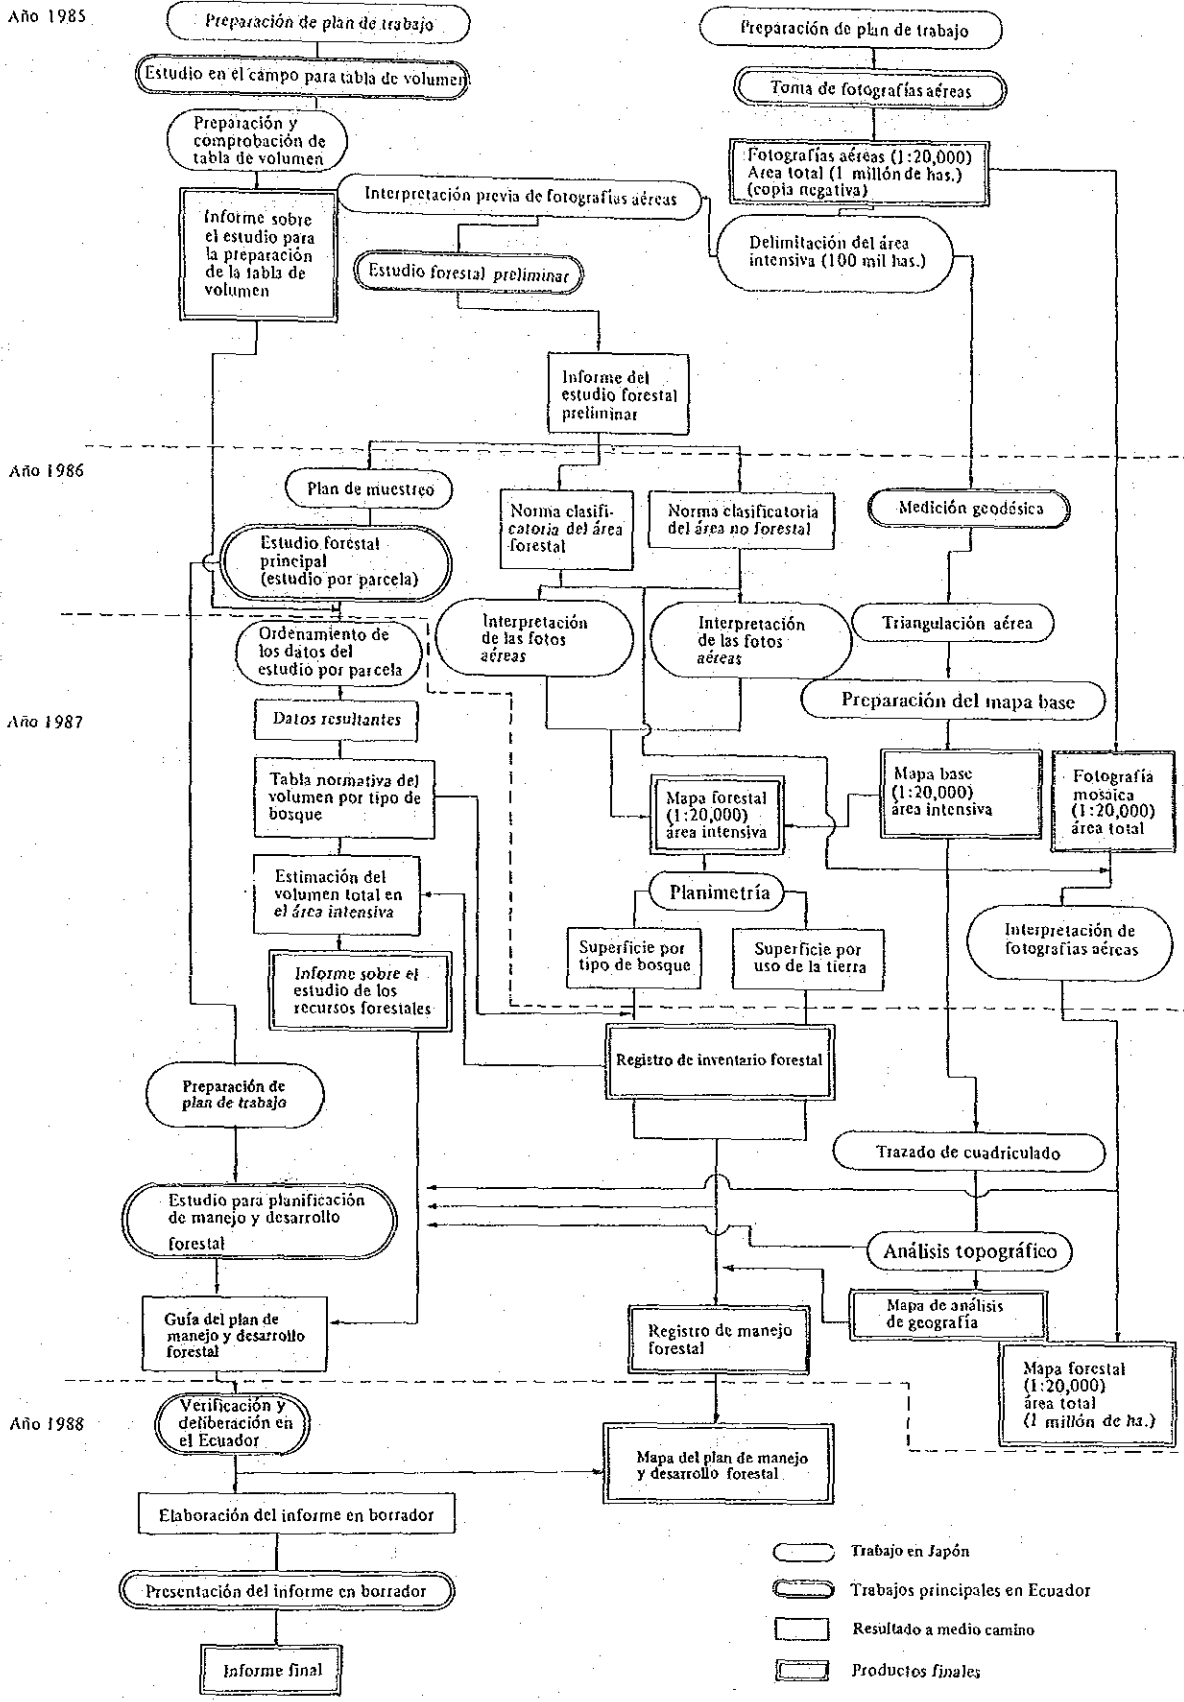 Año 1985
Preparación de plan de trabajo
Estudio en el campo para tabla de volumen
Preparación y
comprobación de
tabla de volumen
Informe sobre
el estudio para
la preparación
de la tabla de
volumen
Preparación de plan de trabajo
Toma de fotografías aéreas
Fotografías aéreas (1:20,000)
Area total (1 millón de has.)
(copia negativa)
Interpretación previa de fotografías aéreas
Delimitación del área
intensiva (100 mil has.)
Estudio forestal preliminar
Informe del
estudio forestal
preliminar
Año 1986
Plan de muestreo
Norma clasifi-
catoria del área
forestal
Norma clasificatoria
del área no forestal
Medición geodésica
Estudio forestal
principal
(estudio por parcela)
Ordenamiento de
los datos del
estudio por parcela
Interpretación
de las fotos
aéreas
Interpretación
de las fotos
aéreas
Triangulación aérea
Preparación del mapa base
Año 1987
Datos resultantes
Tabla normativa del
volumen por tipo de
bosque
Mapa forestal
(1:20,000)
área intensiva
Mapa base
(1:20,000)
área intensiva
Fotografía
mosaica
(1:20,000)
área total
Estimación del
volumen total en
el área intensiva
Planimetría
Superficie por
tipo de bosque
Superficie por
uso de la tierra
Interpretación de
fotografías aéreas
Informe sobre el
estudio de los
recursos forestales
Registro de inventario forestal
Preparación de
plan de trabajo
Trazado de cuadriculado
Estudio para planificación
de manejo y desarrollo
forestal
Análisis topográfico
Guía del plan de
manejo y desarrollo
forestal
Registro de manejo
forestal
Mapa de análisis
de geografía
Mapa forestal
(1:20,000)
área total
(1 millón de ha.)
Año 1988
Verificación y
deliberación en
el Ecuador
Mapa del plan de manejo
y desarrollo forestal
Elaboración del informe en borrador
Presentación del informe en borrador
Informe final
Trabajo en Japón
Trabajos principales en Ecuador
Resultado a medio camino
Productos finales